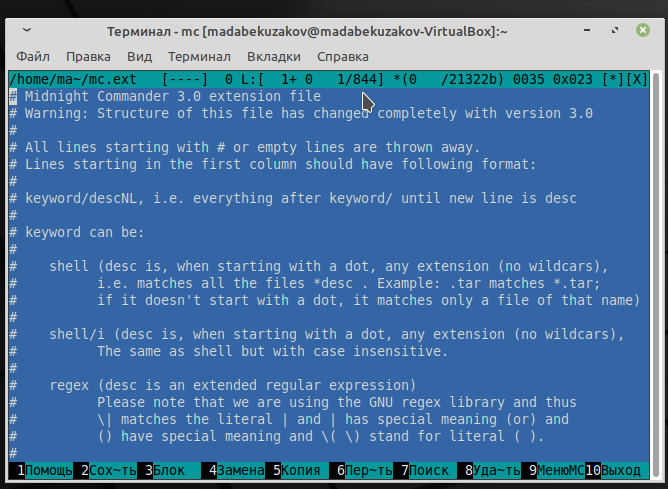 Терминал - mc [madabekuzakov@madabekuzakov-VirtualBox]:~
Файл Правка Вид Терминал Вкладки Справка
/home/ma~/mc.ext [----] 0 L:[ 1+ 0 1/844] *(0 /21322b) 0035 0x023 [*][X]
# Midnight Commander 3.0 extension file
# Warning: Structure of this file has changed completely with version 3.0
#
# All lines starting with # or empty lines are thrown away.
# Lines starting in the first column should have following format:
#
# keyword/descNL, i.e. everything after keyword/ until new line is desc
#
# keyword can be:
#
# shell (desc is, when starting with a dot, any extension (no wildcars),
# i.e. matches all the files *desc . Example: .tar matches *.tar;
# if it doesn't start with a dot, it matches only a file of that name)
#
# shell/i (desc is, when starting with a dot, any extension (no wildcars),
# The same as shell but with case insensitive.
#
# regex (desc is an extended regular expression)
# Please note that we are using the GNU regex library and thus
# \| matches the literal | and | has special meaning (or) and
# () have special meaning and \( \) stand for literal ( ).
#
1Помощь 2Сох~ть 3Блок 4Замена 5Копия 6Пер~ть 7Поиск 8Уда~ть 9МенюMC 10Выход